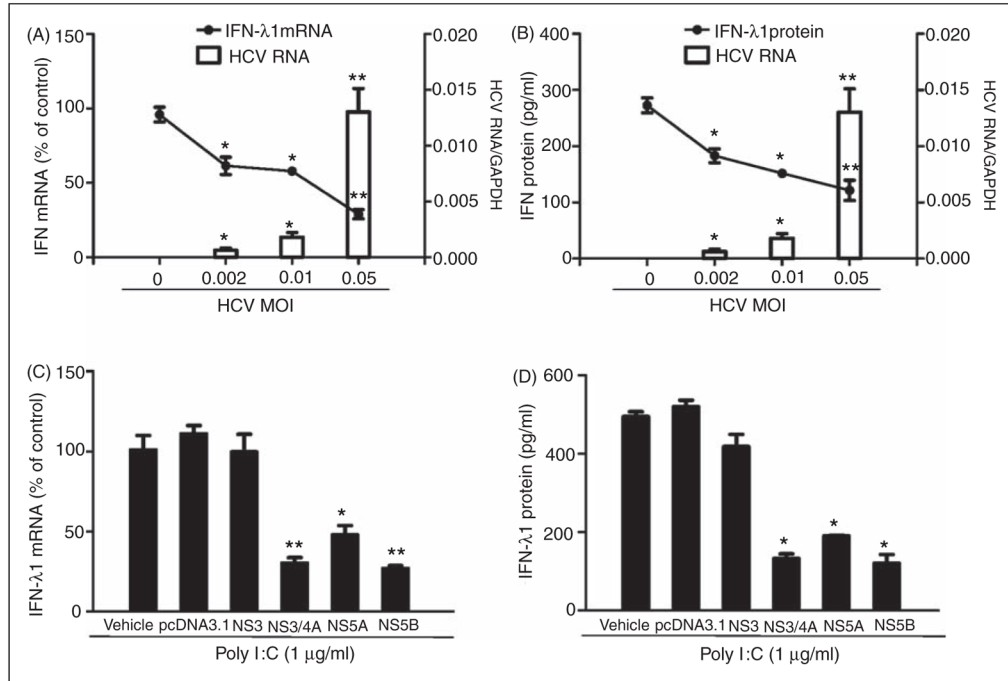 (A)
IFN-λ1mRNA
HCV RNA
IFN mRNA (% of control)
150
100
50
0
0.020
0.015
0.010
0.005
0.000
HCV RNA/GAPDH
*
*
**
*
*
**
0 0.002 0.01 0.05
HCV MOI
(B)
IFN-λ1protein
HCV RNA
IFN protein (pg/ml)
400
300
200
100
0
0.020
0.015
0.010
0.005
0.000
HCV RNA/GAPDH
*
*
**
*
*
**
0 0.002 0.01 0.05
HCV MOI
(C)
IFN-λ1 mRNA (% of control)
150
100
50
0
**
*
**
Vehicle pcDNA3.1 NS3 NS3/4A NS5A NS5B
Poly I:C (1 μg/ml)
(D)
IFN-λ1 protein (pg/ml)
600
400
200
0
*
*
*
Vehicle pcDNA3.1 NS3 NS3/4A NS5A NS5B
Poly I:C (1 μg/ml)